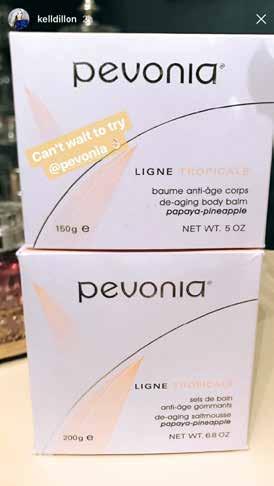 kelldillon
pevonia®
Can't wait to try
@pevonia 👌
LIGNE TROPICALE
baume anti-âge corps
de-aging body balm
papaya-pineapple
150g e
NET WT. 5 OZ
pevonia®
LIGNE TROPICALE
sels de bain
anti-âge gommants
de-aging saltmousse
papaya-pineapple
200g e
NET WT. 6.8 OZ